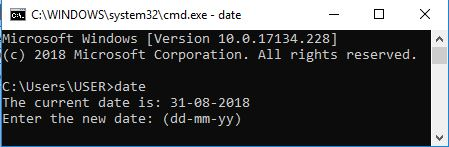 C:\WINDOWS\system32\cmd.exe - date
Microsoft Windows [Version 10.0.17134.228]
(c) 2018 Microsoft Corporation. All rights reserved.
C:\Users\USER>date
The current date is: 31-08-2018
Enter the new date: (dd-mm-yy)